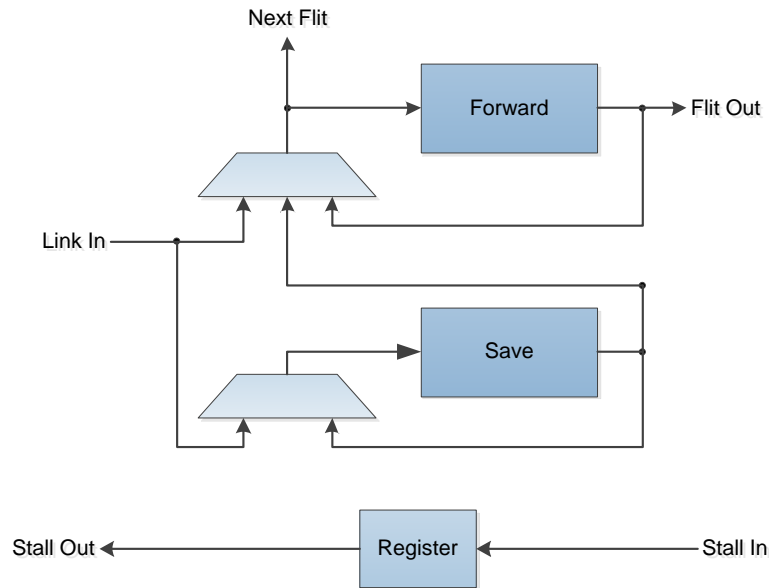 Next Flit
Forward
Flit Out
Link In
Save
Stall Out
Register
Stall In